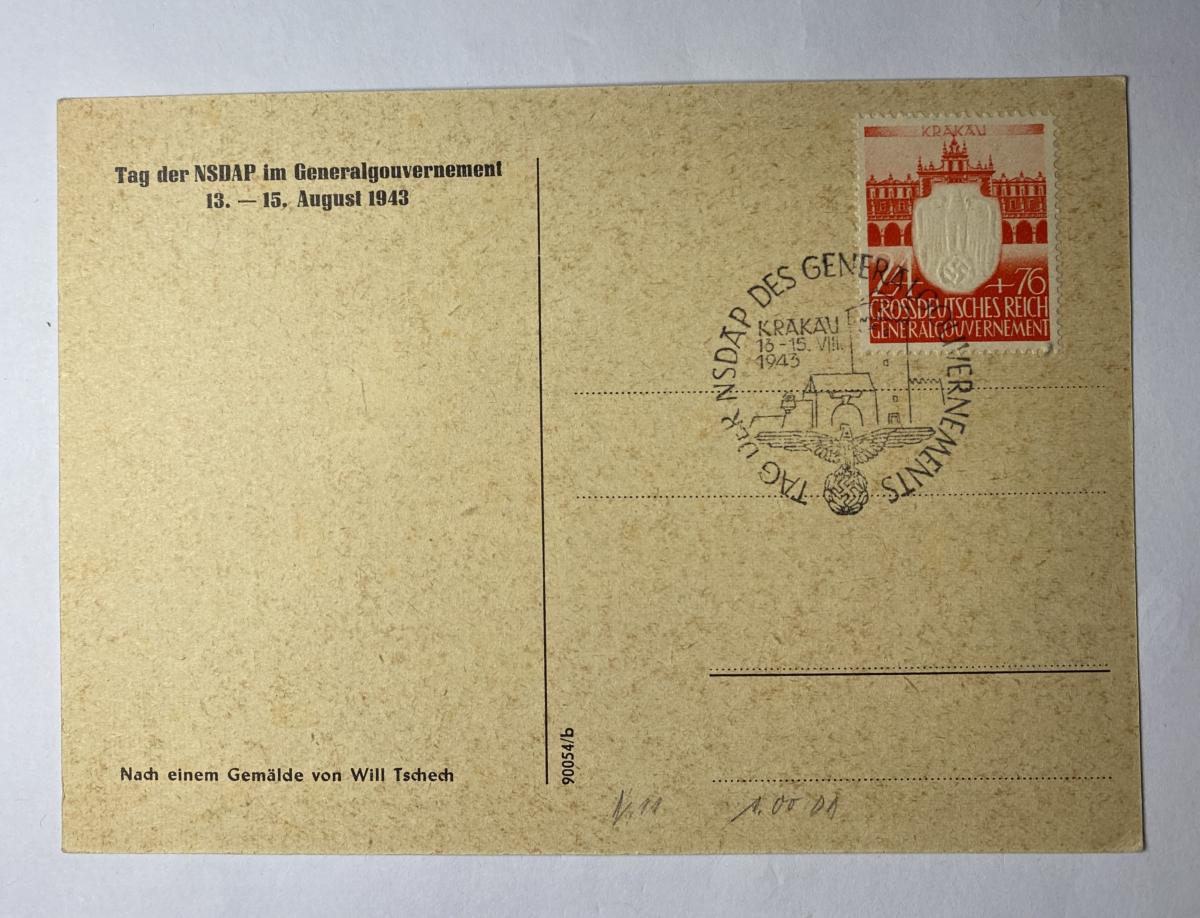 Tag der NSDAP im Generalgouvernement
13. — 15. August 1943
KRAKAU
24 +76
GROSSDEUTSCHES REICH
GENERALGOUVERNEMENT
TAG DER NSDAP DES GENERALGOUVERNEMENTS
KRAKAU
13-15. VIII.
1943
Nach einem Gemälde von Will Tschech
90054/b